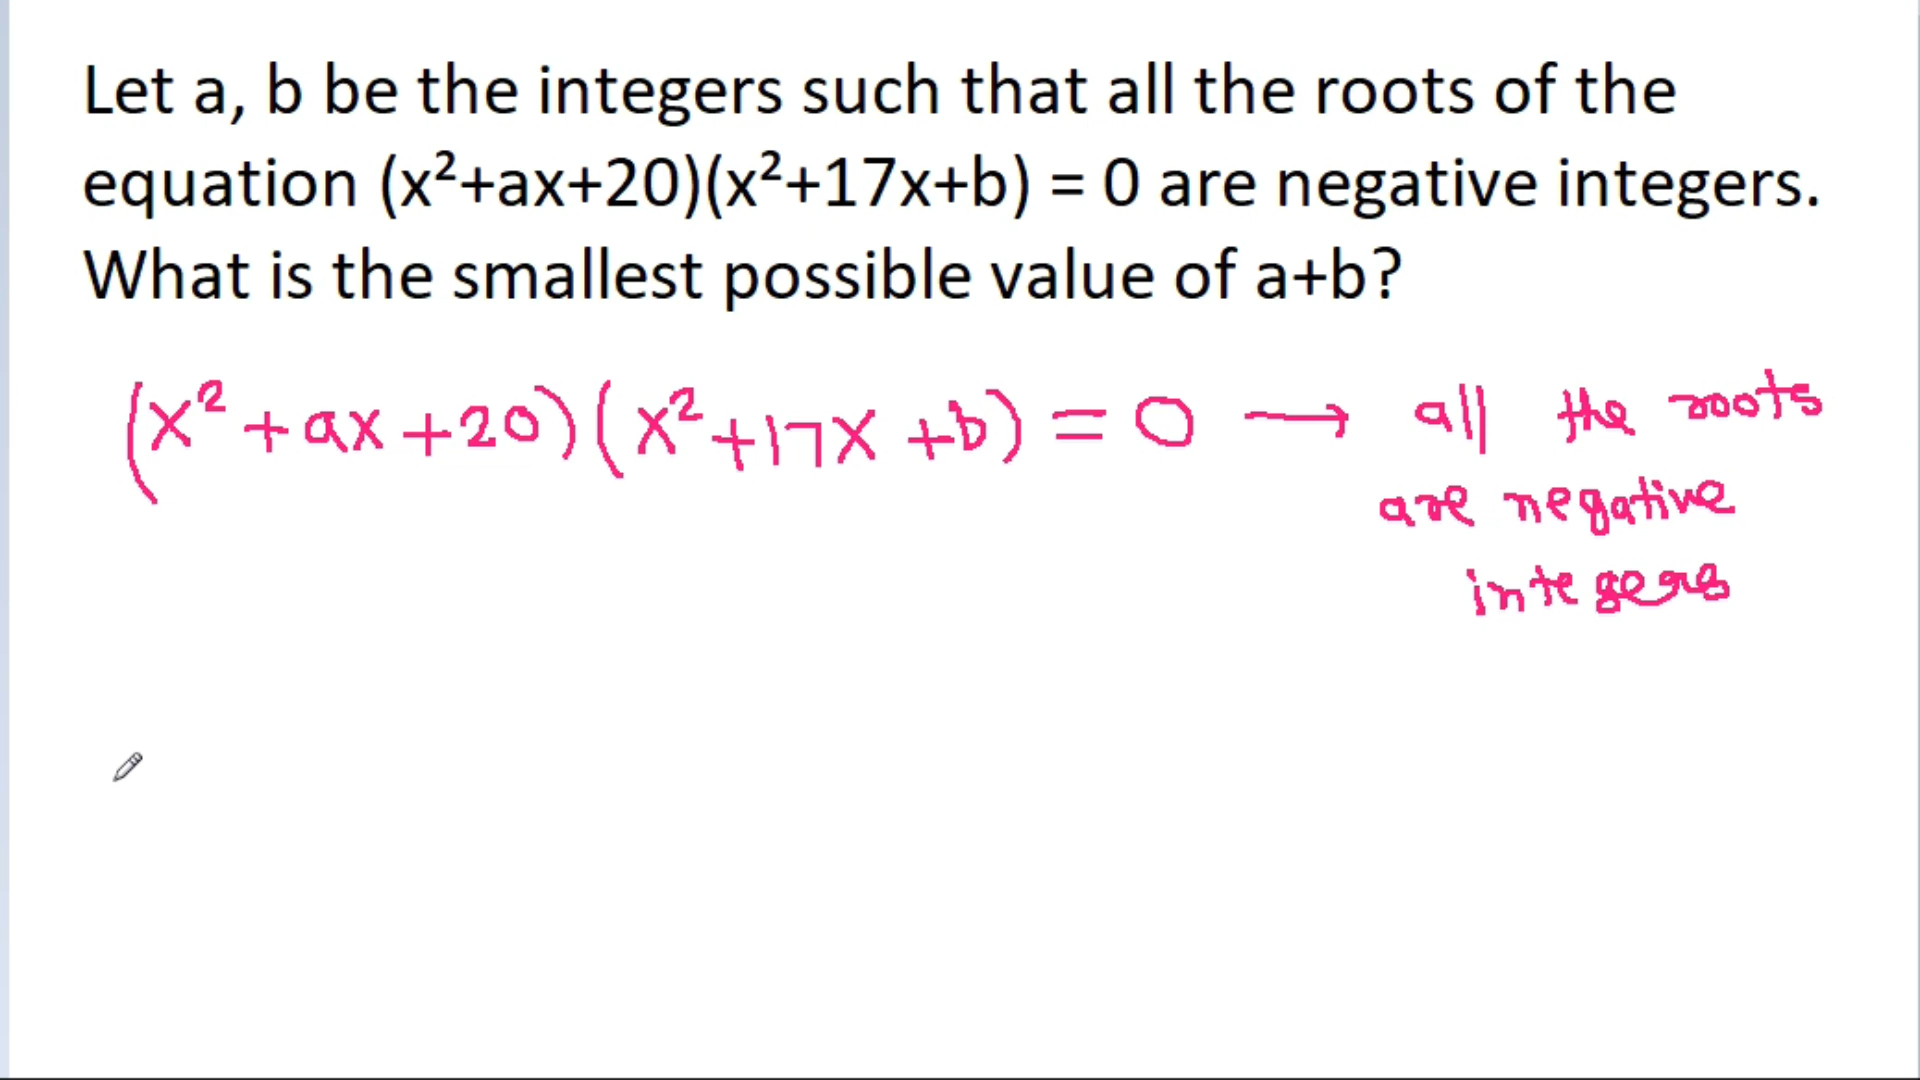 Let a, b be the integers such that all the roots of the
equation (x²+ax+20)(x²+17x+b) = 0 are negative integers.
What is the smallest possible value of a+b?
(x²+ax+20)(x²+17x+b)=0 → all the roots
are negative
integers